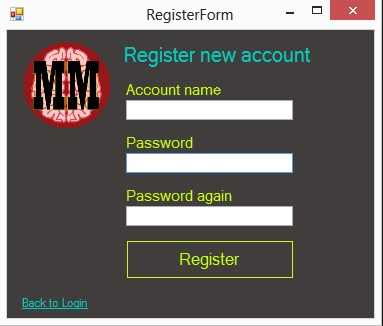 RegisterForm
MM
Register new account
Account name
Password
Password again
Register
Back to Login